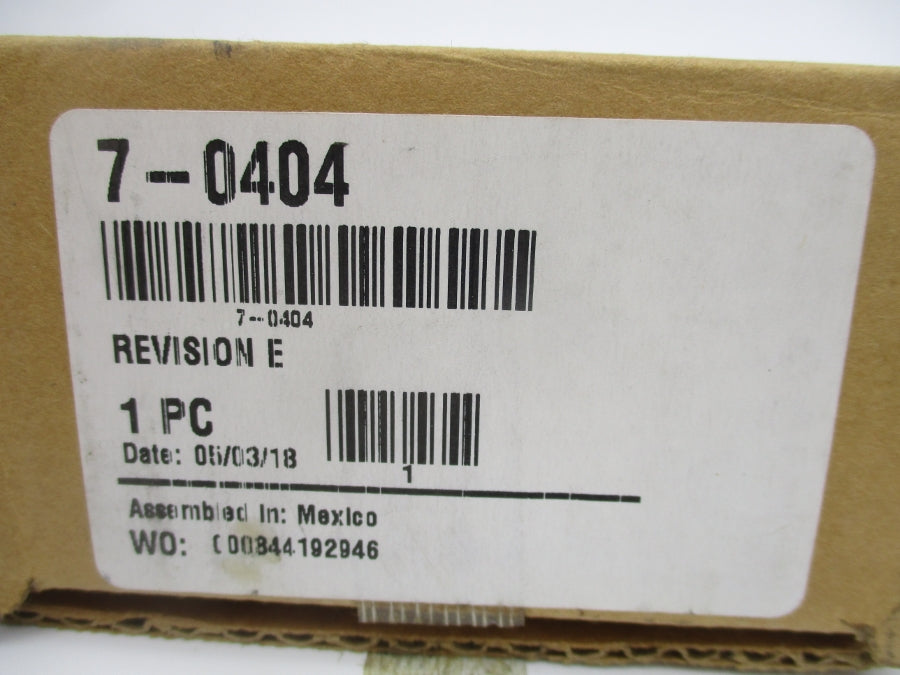 7-0404
7-0404
REVISION E
1 PC
Date: 05/03/18
1
Assembled In: Mexico
WO: 000844192946